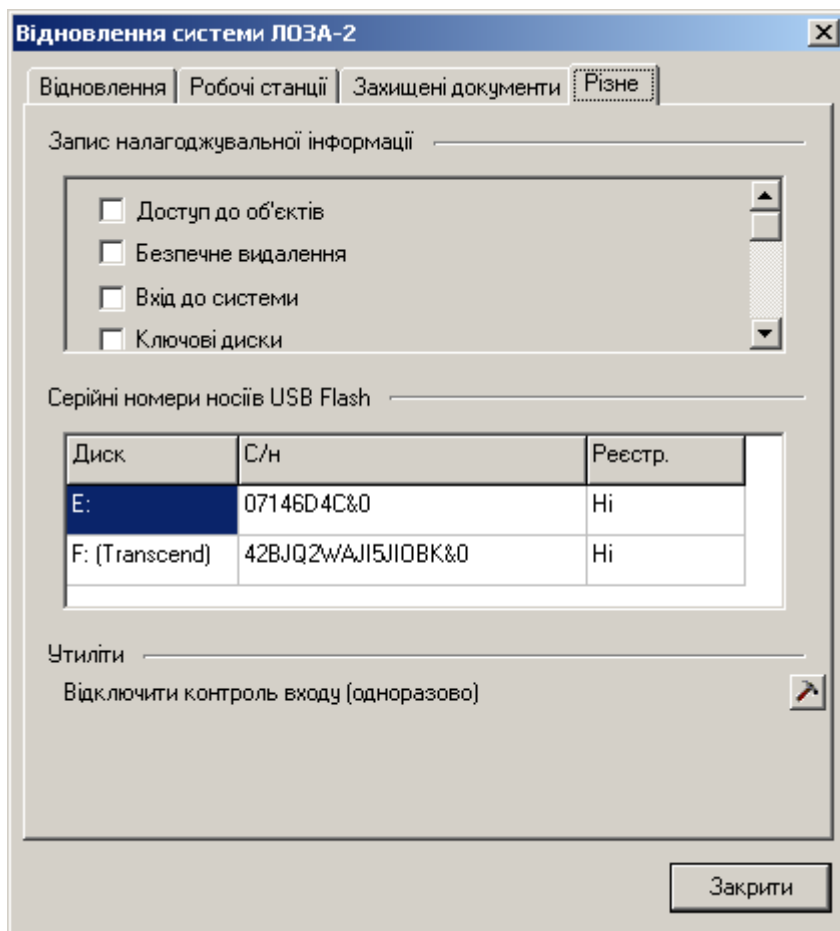 Відновлення системи ЛОЗА-2
Відновлення Робочі станції Захищені документи Різне
Запис налагоджувальної інформації
Доступ до об'єктів
Безпечне видалення
Вхід до системи
Ключові диски
Серійні номери носіїв USB Flash
Диск С/н Реєстр.
E: 07146D4C&0 Ні
F: (Transcend) 42BJQ2WAJI5JIOBK&0 Ні
Утиліти
Відключити контроль входу (одноразово)
Закрити